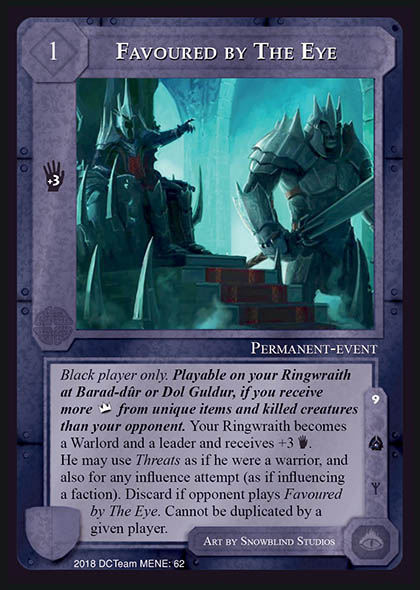 1
FAVOURED BY THE EYE
+3
PERMANENT-EVENT
Black player only. Playable on your Ringwraith
at Barad-dûr or Dol Guldur, if you receive
more from unique items and killed creatures
than your opponent. Your Ringwraith becomes
a Warlord and a leader and receives +3 .
He may use Threats as if he were a warrior, and
also for any influence attempt (as if influencing
a faction). Discard if opponent plays Favoured
by The Eye. Cannot be duplicated by a
given player.
9
ART BY SNOWBLIND STUDIOS
2018 DCTeam MENE: 62